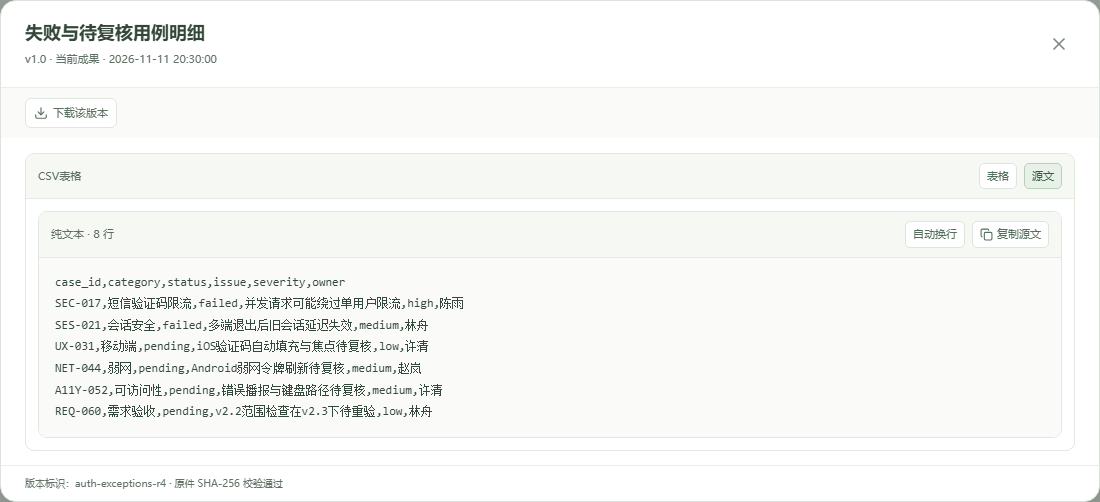 失败与待复核用例明细
v1.0 · 当前成果 · 2026-11-11 20:30:00
下载该版本
CSV表格
表格
源文
纯文本 · 8 行
自动换行
复制源文
case_id,category,status,issue,severity,owner
SEC-017,短信验证码限流,failed,并发请求可能绕过单用户限流,high,陈雨
SES-021,会话安全,failed,多端退出后旧会话延迟失效,medium,林舟
UX-031,移动端,pending,iOS验证码自动填充与焦点待复核,low,许清
NET-044,弱网,pending,Android弱网令牌刷新待复核,medium,赵岚
A11Y-052,可访问性,pending,错误播报与键盘路径待复核,medium,许清
REQ-060,需求验收,pending,v2.2范围检查在v2.3下待重验,low,林舟
版本标识：auth-exceptions-r4 · 原件 SHA-256 校验通过